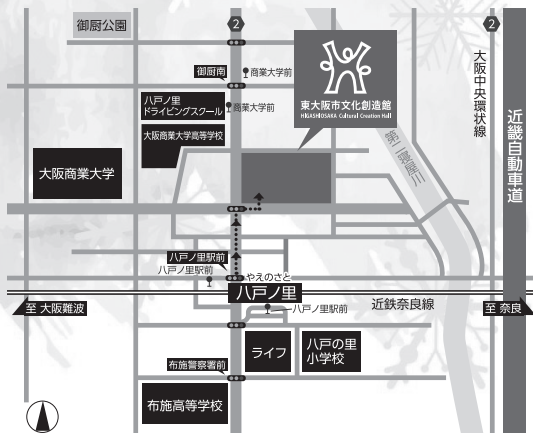 御厨公園
2
2
御厨南
商業大学前
八戸ノ里
ドライビングスクール
商業大学前
大阪商業大学高等学校
大阪商業大学
東大阪市文化創造館
HIGASHIOSAKA Cultural Creation Hall
大阪中央環状線
近畿自動車道
第二寝屋川
八戸ノ里駅前
八戸ノ里駅前
やえのさと
八戸ノ里
八戸ノ里駅前
近鉄奈良線
至 大阪難波
至 奈良
ライフ
八戸の里
小学校
布施警察署前
布施高等学校